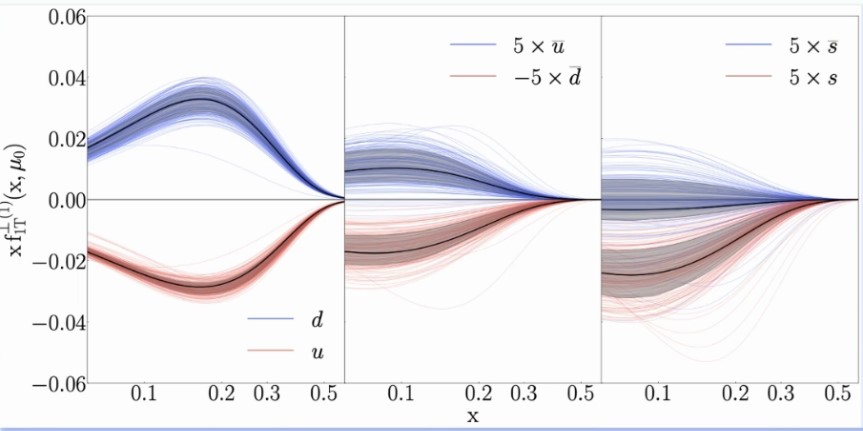 0.06
0.04
0.02
0.00
−0.02
−0.04
−0.06
x f₁T^⊥(1)(x, μ₀)
d
u
5 × u̅
−5 × d̅
5 × s̅
5 × s
0.1 0.2 0.3 0.5 0.1 0.2 0.3 0.5 0.1 0.2 0.3 0.5
x